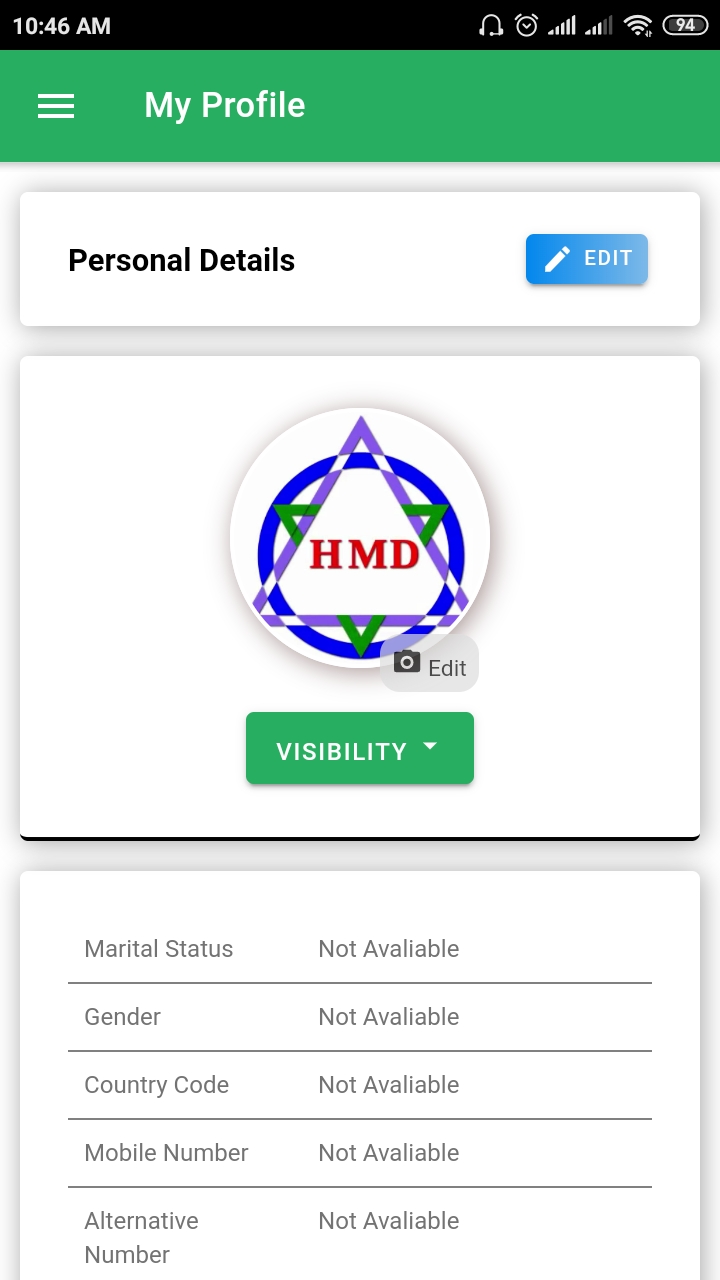 10:46 AM
94
My Profile
Personal Details
EDIT
HMD
Edit
VISIBILITY
Marital Status Not Avaliable
Gender Not Avaliable
Country Code Not Avaliable
Mobile Number Not Avaliable
Alternative Not Avaliable
Number